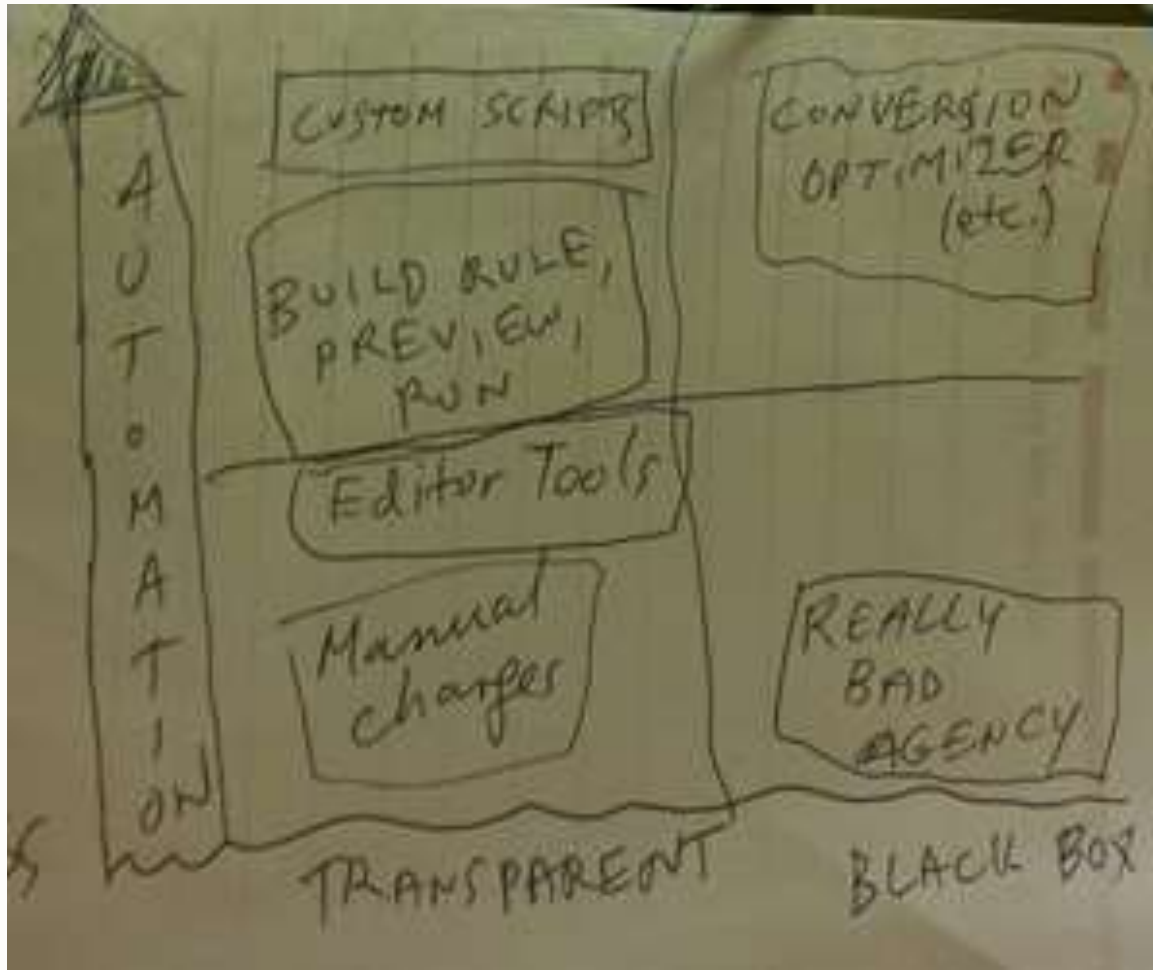 AUTOMATION
CUSTOM SCRIPTS
BUILD RULE,
PREVIEW,
RUN
Editor Tools
Manual
changes
CONVERSION
OPTIMIZER
(etc.)
REALLY
BAD
AGENCY
TRANSPARENT
BLACK BOX